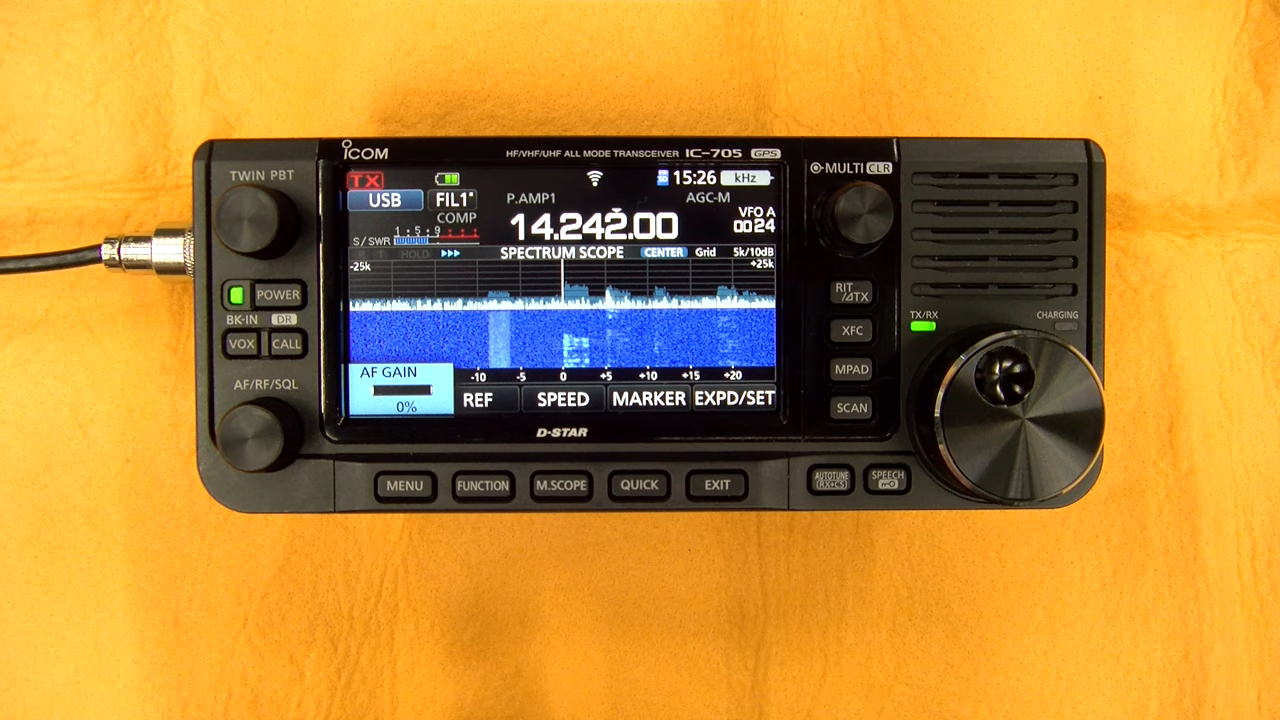 ICOM HF/VHF/UHF ALL MODE TRANSCEIVER IC-705 GPS
TWIN PBT
POWER
BK-IN DR
VOX CALL
AF/RF/SQL
TX 15:26 kHz
USB FIL1 P.AMP1 AGC-M
COMP 14.242.00 VFO A
0024
1 5 9
S/SWR
HOLD SPECTRUM SCOPE CENTER Grid 5k/10dB
-25k +25k
-10 -5 0 +5 +10 +15 +20
AF GAIN
0%
REF SPEED MARKER EXPD/SET
D-STAR
MULTI CLR
RIT
/⊿TX
XFC
MPAD
SCAN
TX/RX CHARGING
MENU FUNCTION M.SCOPE QUICK EXIT
AUTOTUNE
RX→CS
SPEECH